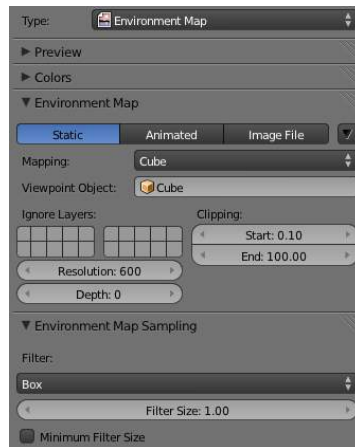 Type: Environment Map
Preview
Colors
Environment Map
Static Animated Image File
Mapping: Cube
Viewpoint Object: Cube
Ignore Layers: Clipping:
Start: 0.10
End: 100.00
Resolution: 600
Depth: 0
Environment Map Sampling
Filter:
Box
Filter Size: 1.00
Minimum Filter Size